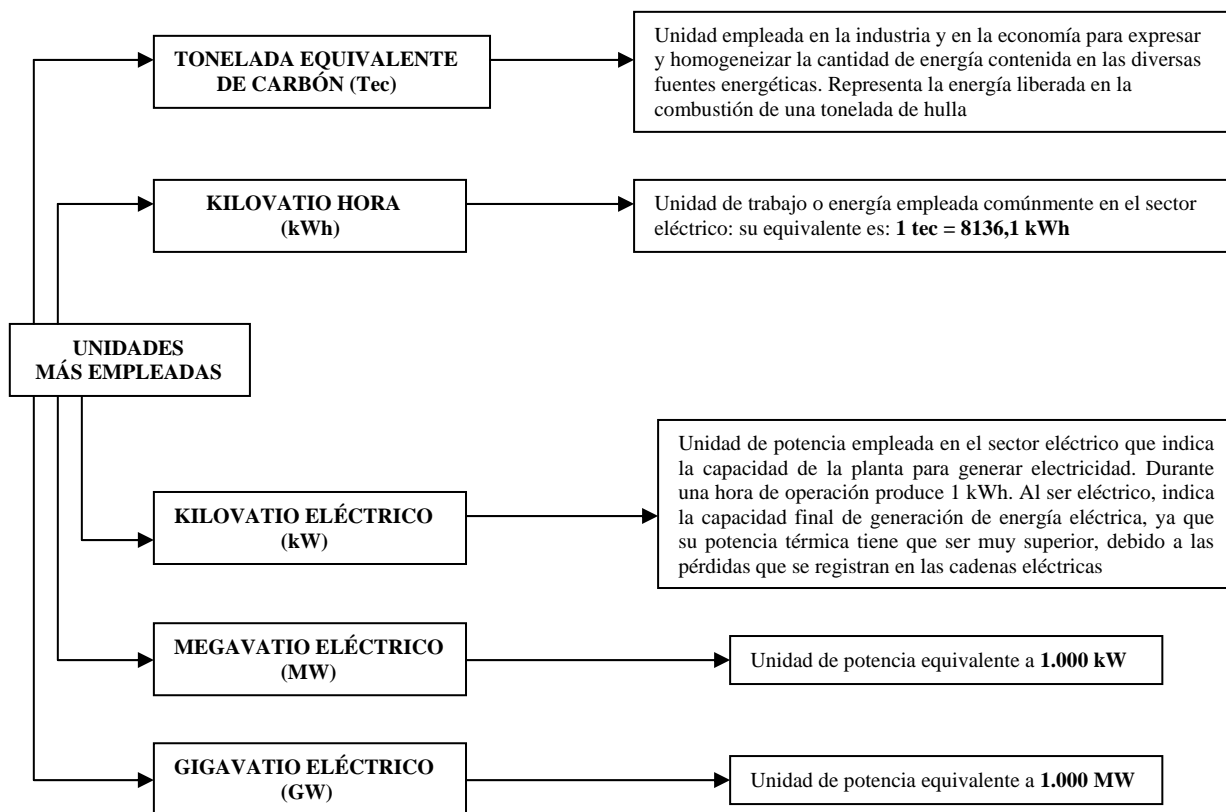 TONELADA EQUIVALENTE
DE CARBÓN (Tec)
Unidad empleada en la industria y en la economía para expresar
y homogeneizar la cantidad de energía contenida en las diversas
fuentes energéticas. Representa la energía liberada en la
combustión de una tonelada de hulla
KILOVATIO HORA
(kWh)
Unidad de trabajo o energía empleada comúnmente en el sector
eléctrico: su equivalente es: 1 tec = 8136,1 kWh
UNIDADES
MÁS EMPLEADAS
KILOVATIO ELÉCTRICO
(kW)
Unidad de potencia empleada en el sector eléctrico que indica
la capacidad de la planta para generar electricidad. Durante
una hora de operación produce 1 kWh. Al ser eléctrico, indica
la capacidad final de generación de energía eléctrica, ya que
su potencia térmica tiene que ser muy superior, debido a las
pérdidas que se registran en las cadenas eléctricas
MEGAVATIO ELÉCTRICO
(MW)
Unidad de potencia equivalente a 1.000 kW
GIGAVATIO ELÉCTRICO
(GW)
Unidad de potencia equivalente a 1.000 MW